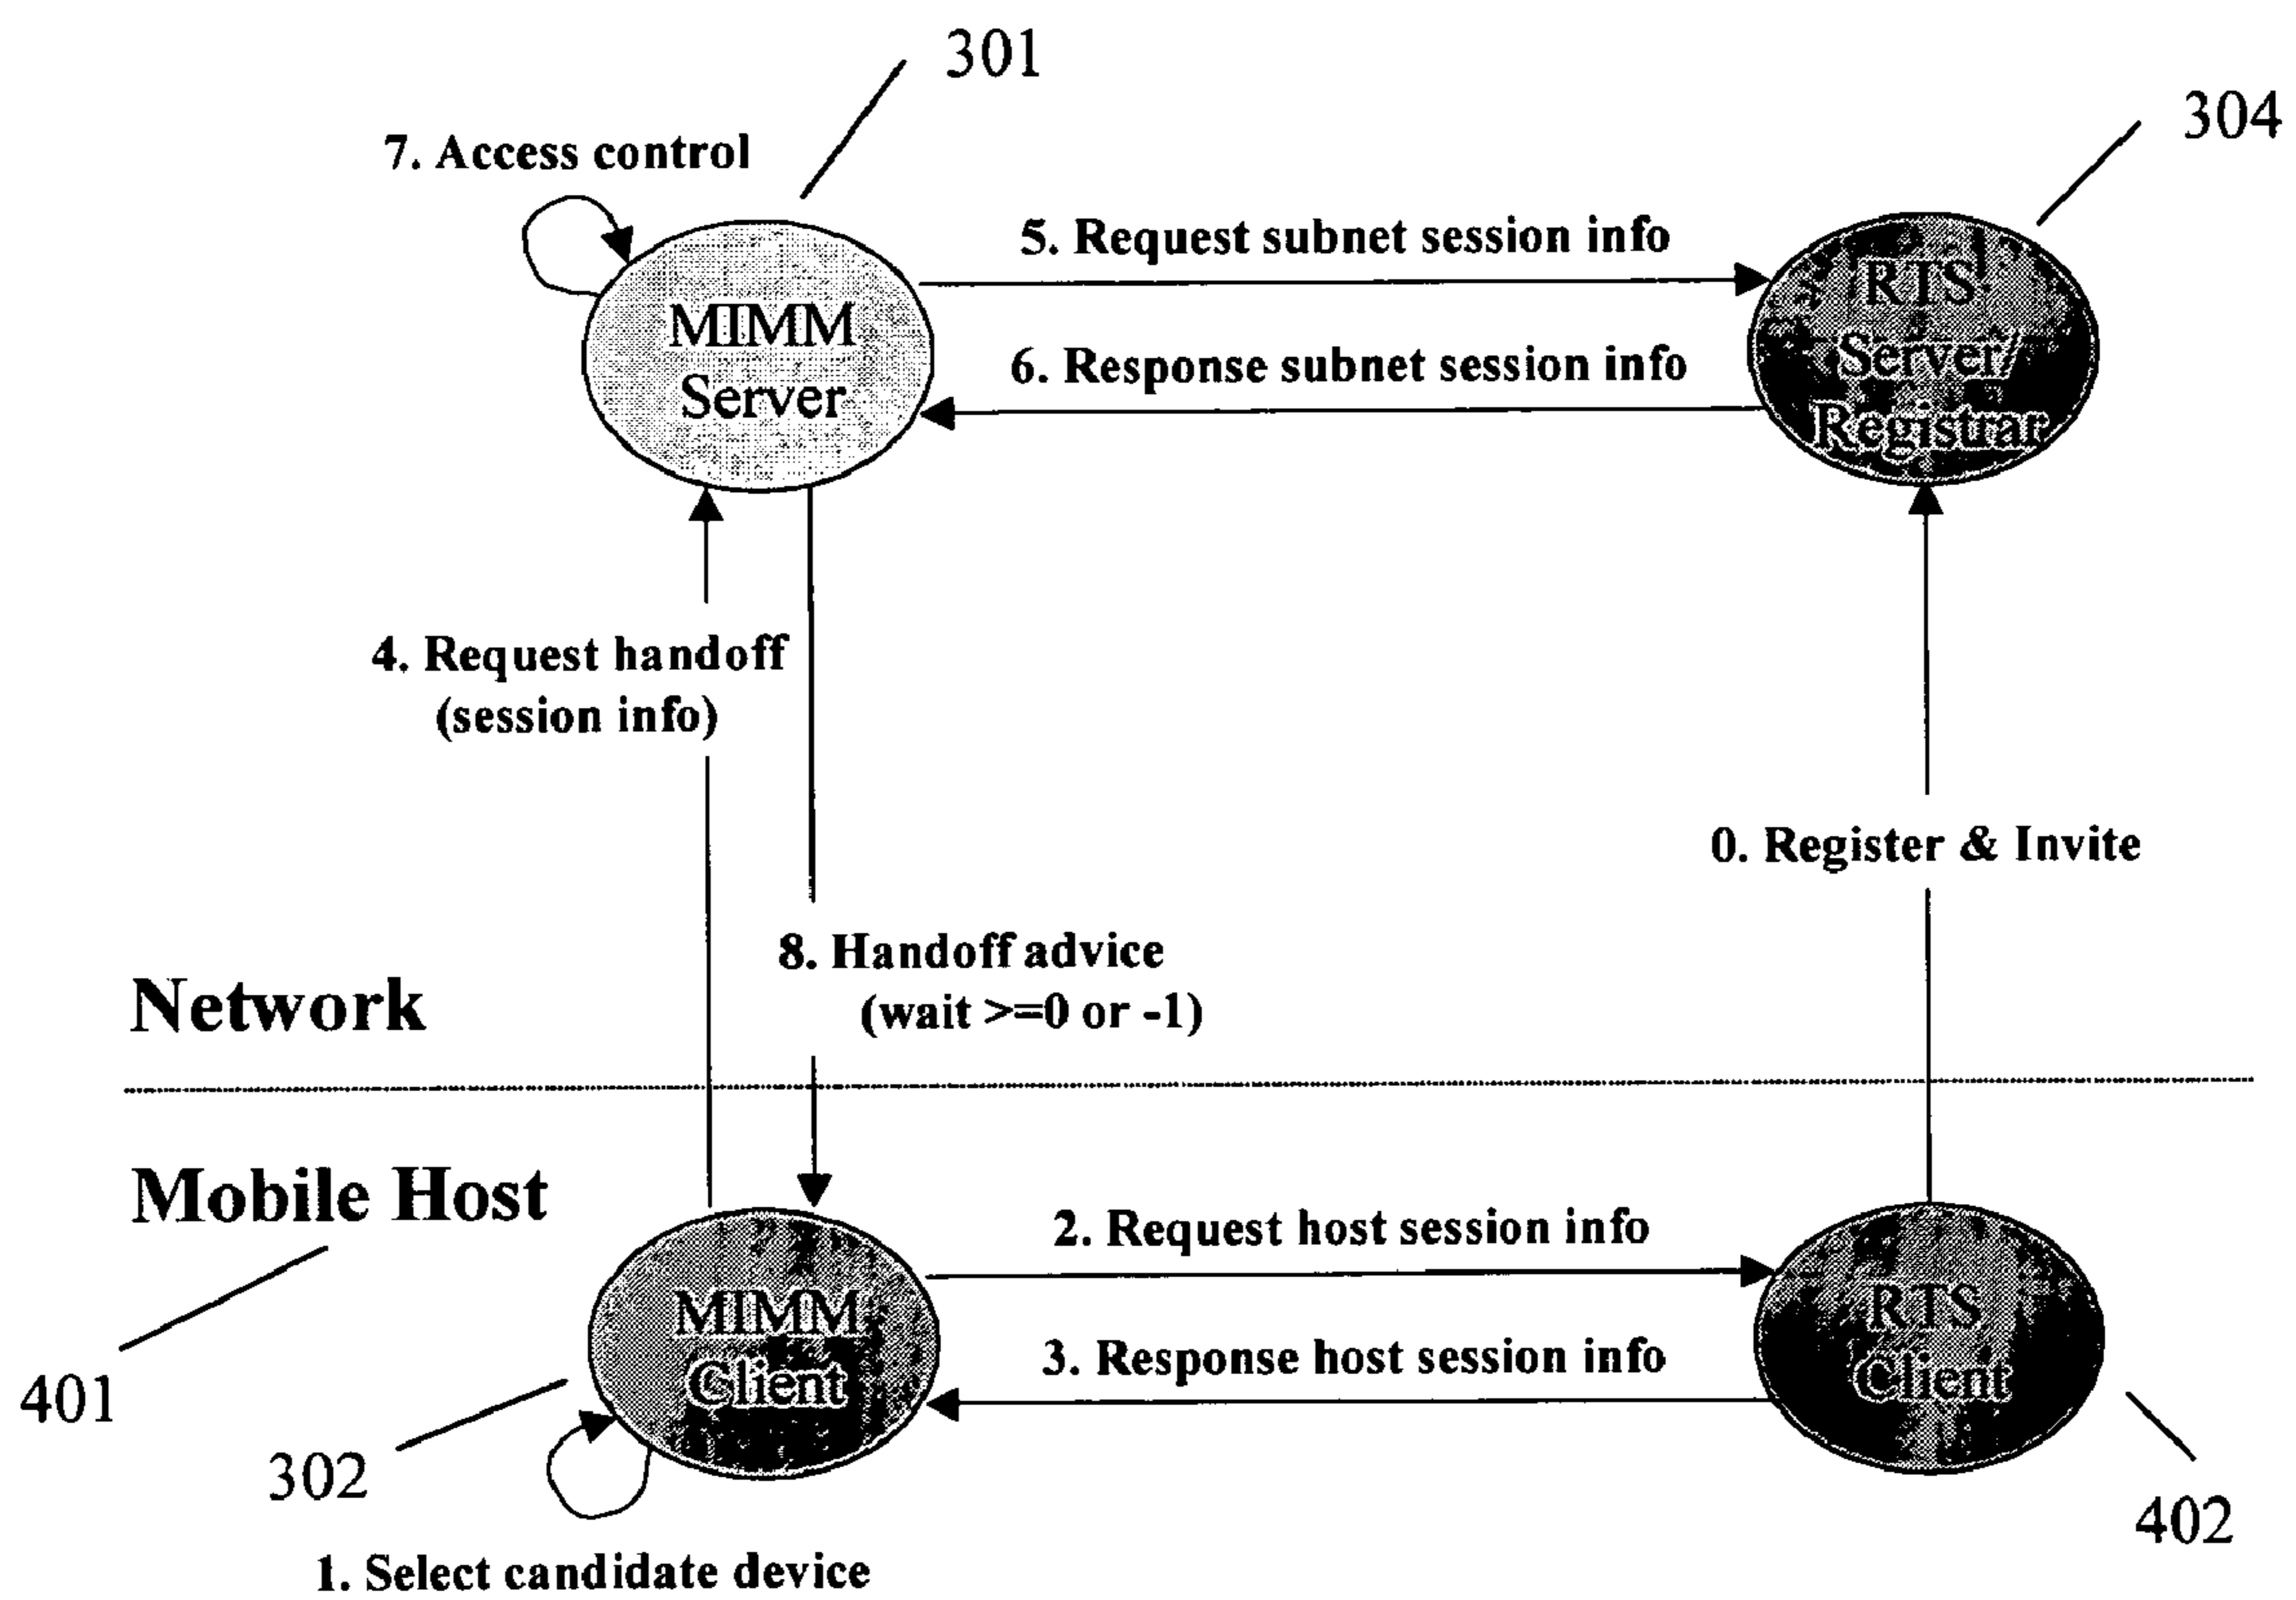 301
304
7. Access control
5. Request subnet session info
MIMM
Server
RTS
Server/
Registrar
6. Response subnet session info
4. Request handoff
(session info)
0. Register & Invite
8. Handoff advice
(wait >=0 or -1)
Network
Mobile Host
2. Request host session info
MIMM
Client
RTS
Client
3. Response host session info
401
302
402
1. Select candidate device